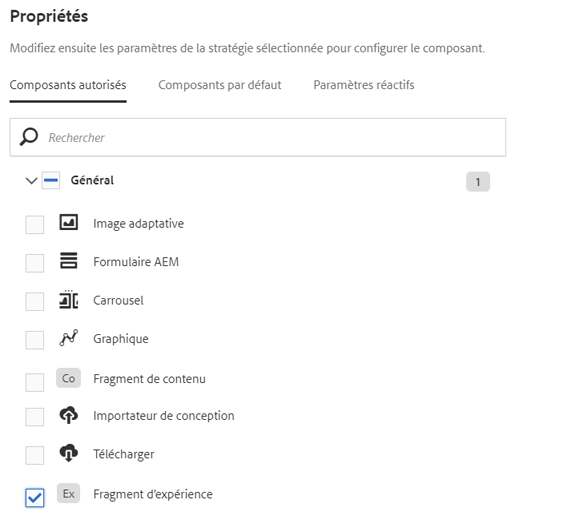 Propriétés
Modifiez ensuite les paramètres de la stratégie sélectionnée pour configurer le composant.
Composants autorisés Composants par défaut Paramètres réactifs
Rechercher
Général 1
Image adaptative
Formulaire AEM
Carrousel
Graphique
Co Fragment de contenu
Importateur de conception
Télécharger
Ex Fragment d'expérience